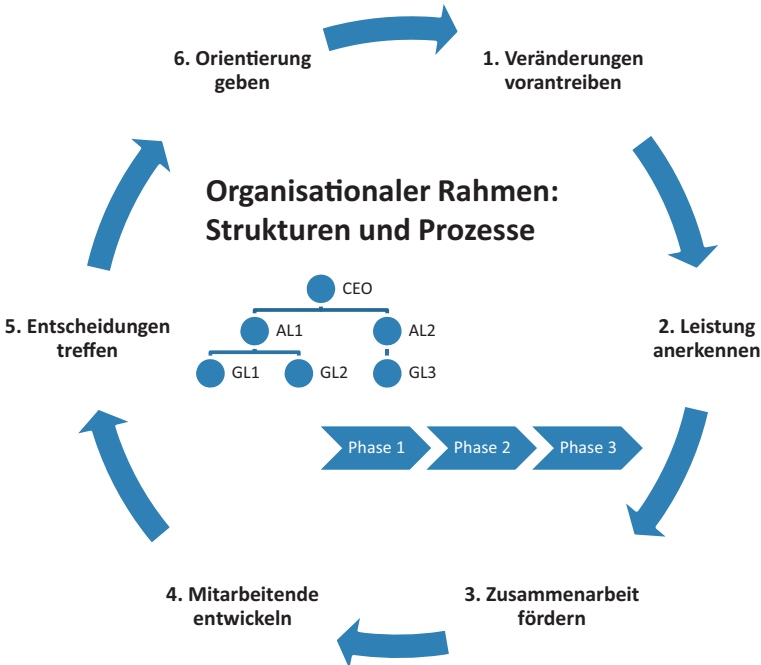 6. Orientierung
geben
1. Veränderungen
vorantreiben
Organisationaler Rahmen:
Strukturen und Prozesse
CEO
5. Entscheidungen
treffen
AL1
AL2
2. Leistung
anerkennen
GL1
GL2
GL3
Phase 1
Phase 2
Phase 3
4. Mitarbeitende
entwickeln
3. Zusammenarbeit
fördern